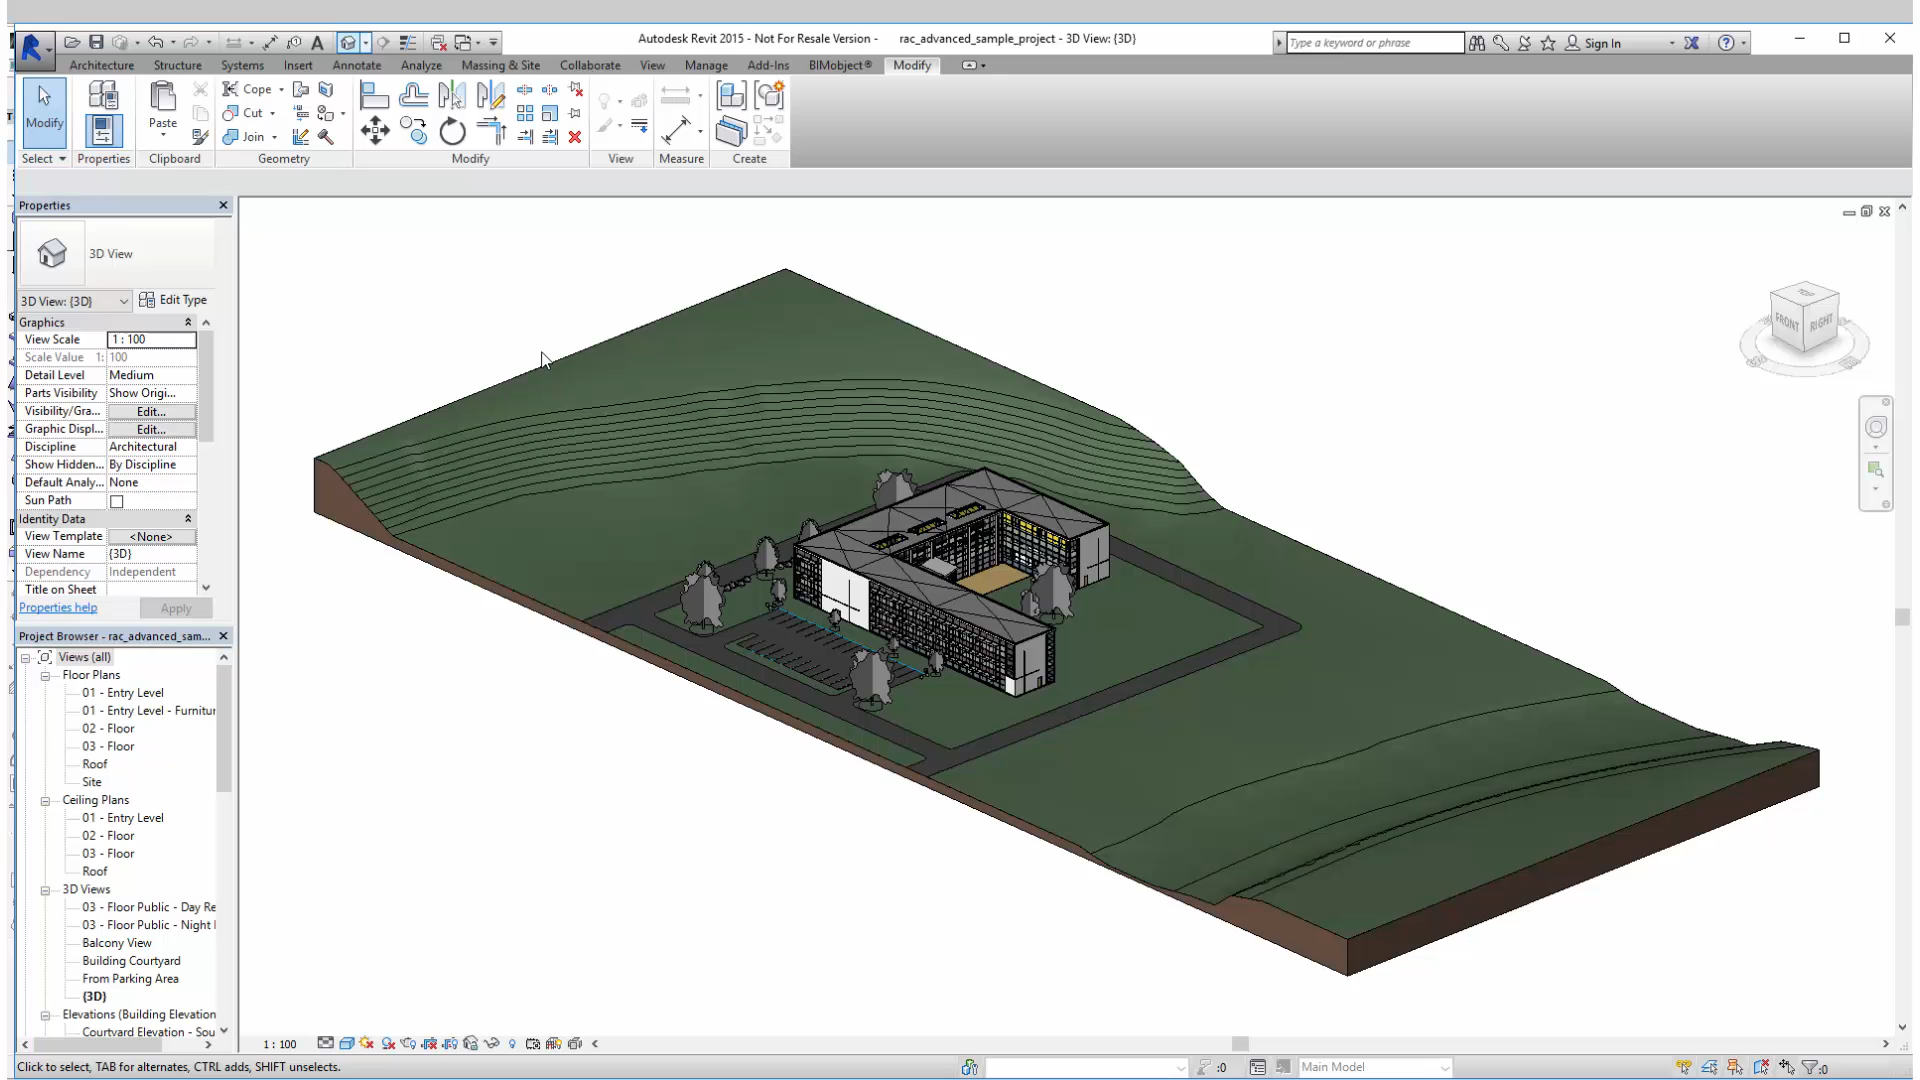 Autodesk Revit 2015 - Not For Resale Version - rac_advanced_sample_project - 3D View: {3D}
Type a keyword or phrase
Sign In
Architecture Structure Systems Insert Annotate Analyze Massing & Site Collaborate View Manage Add-Ins BIMobject® Modify
Modify
Paste
Cope
Cut
Join
Select Properties Clipboard Geometry Modify View Measure Create
Properties
3D View
3D View: {3D} Edit Type
Graphics
View Scale 1 : 100
Scale Value 1: 100
Detail Level Medium
Parts Visibility Show Origi...
Visibility/Gra... Edit...
Graphic Displ... Edit...
Discipline Architectural
Show Hidden... By Discipline
Default Analy... None
Sun Path
Identity Data
View Template <None>
View Name {3D}
Dependency Independent
Title on Sheet
Properties help Apply
Project Browser - rac_advanced_sam...
Views (all)
Floor Plans
01 - Entry Level
01 - Entry Level - Furnitur
02 - Floor
03 - Floor
Roof
Site
Ceiling Plans
01 - Entry Level
02 - Floor
03 - Floor
Roof
3D Views
03 - Floor Public - Day Re
03 - Floor Public - Night
Balcony View
Building Courtyard
From Parking Area
{3D}
Elevations (Building Elevation
Courtyard Elevation - Sou
TOP
FRONT RIGHT
1 : 100
Click to select, TAB for alternates, CTRL adds, SHIFT unselects.
:0
Main Model
:0